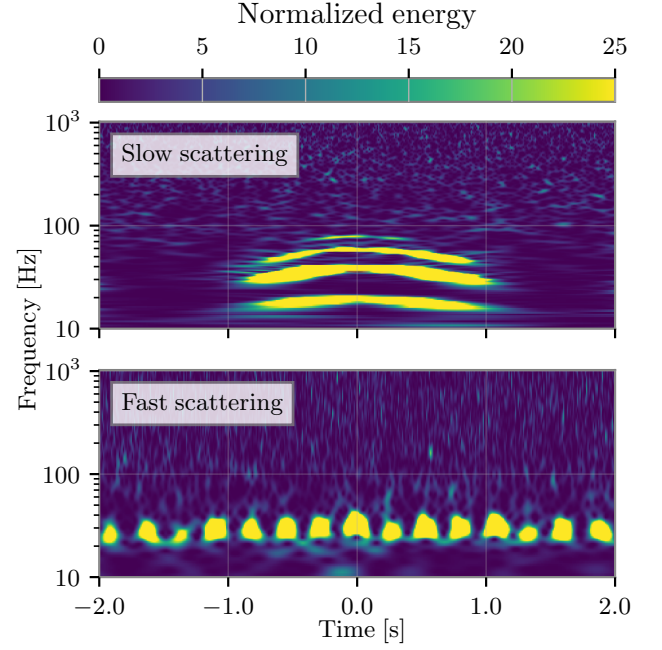 Normalized energy
0 5 10 15 20 25
10³
Slow scattering
100
10
Frequency [Hz]
10³
Fast scattering
100
10
−2.0 −1.0 0.0 1.0 2.0
Time [s]